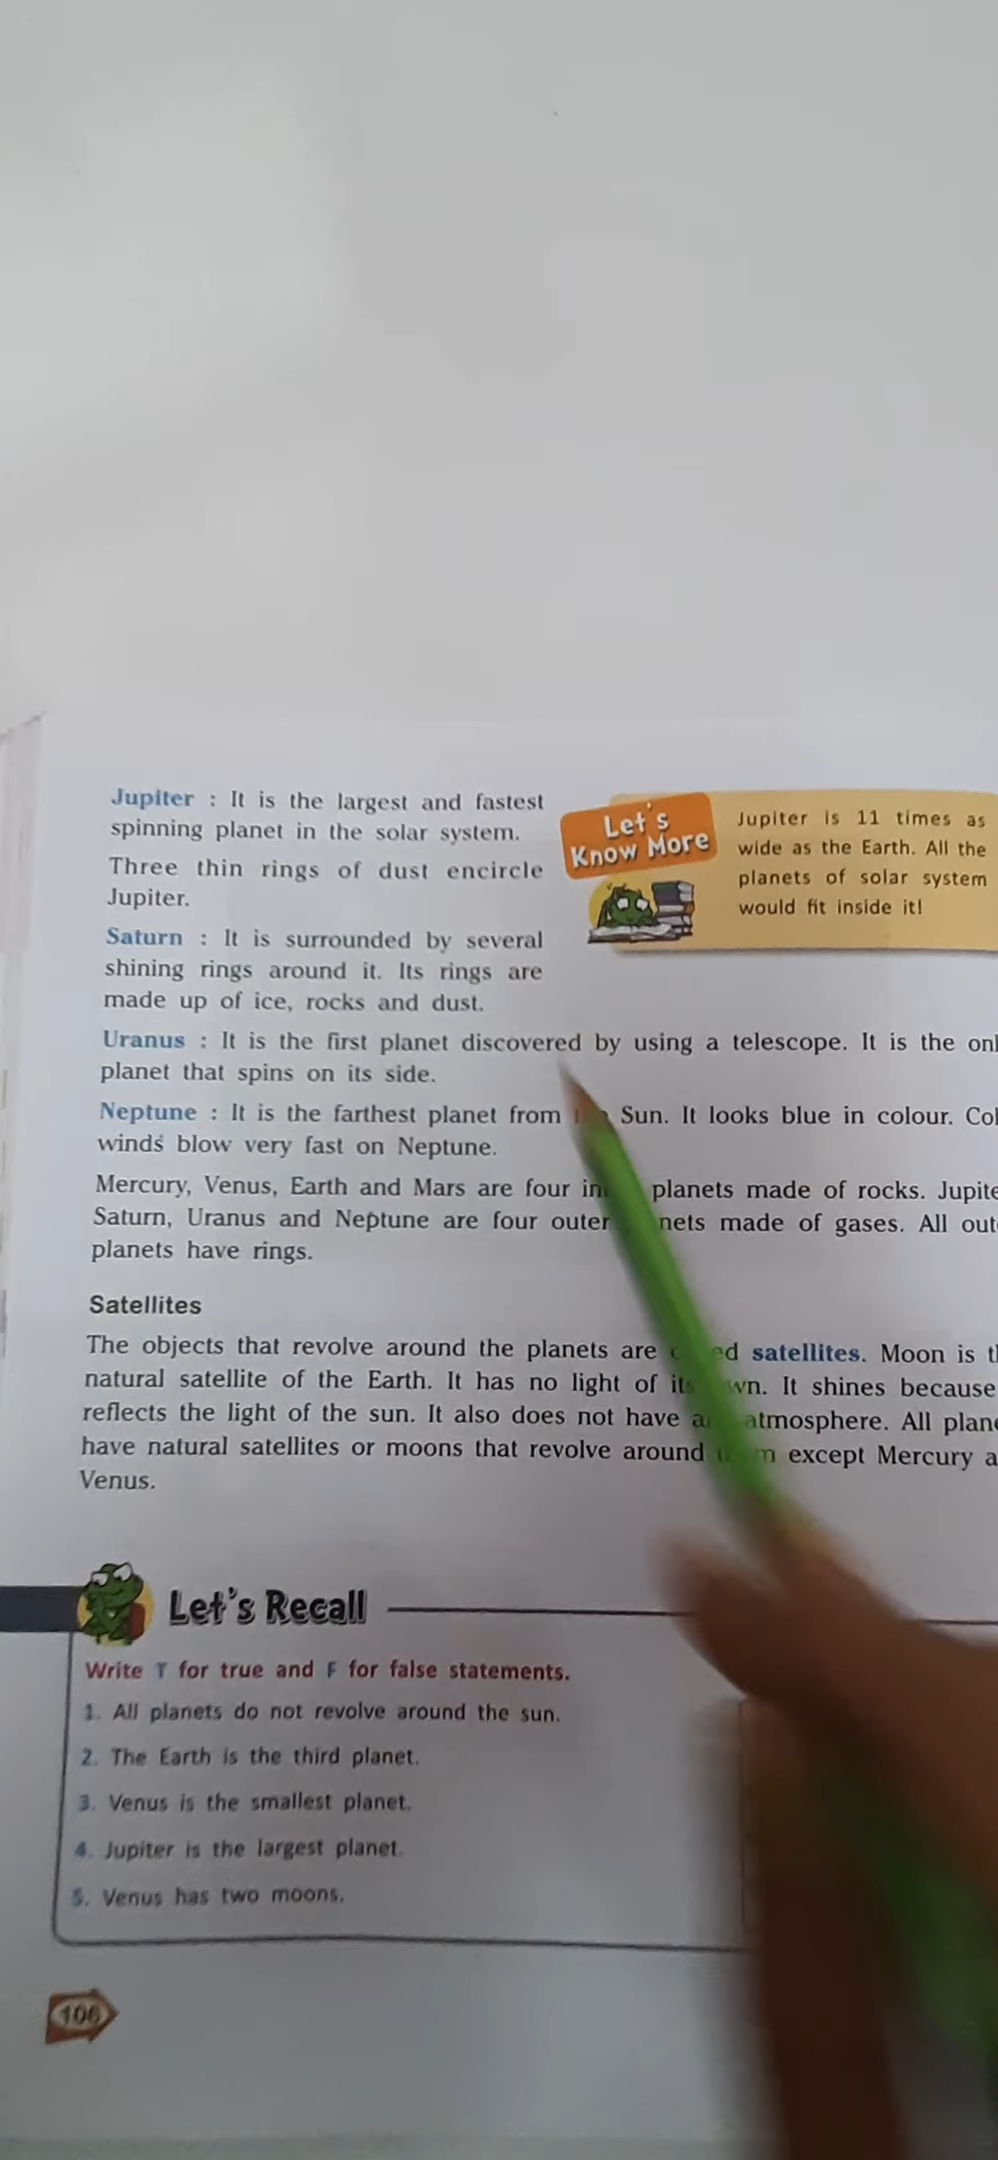 Jupiter : It is the largest and fastest
spinning planet in the solar system.
Three thin rings of dust encircle
Jupiter.
Let's
Know More
Jupiter is 11 times as
wide as the Earth. All the
planets of solar system
would fit inside it!
Saturn : It is surrounded by several
shining rings around it. Its rings are
made up of ice, rocks and dust.
Uranus : It is the first planet discovered by using a telescope. It is the
planet that spins on its side.
Neptune : It is the farthest planet from Sun. It looks blue in colour.
winds blow very fast on Neptune.
Mercury, Venus, Earth and Mars are four planets made of rocks.
Saturn, Uranus and Neptune are four outer made of gases. All
planets have rings.
Satellites
The objects that revolve around the planets are satellites. Moon is
natural satellite of the Earth. It has no light of It shines because
reflects the light of the sun. It also does not have atmosphere. All
have natural satellites or moons that revolve around except Mercury
Venus.
Let's Recall
Write T for true and F for false statements.
1. All planets do not revolve around the sun.
2. The Earth is the third planet.
3. Venus is the smallest planet.
4. Jupiter is the largest planet.
5. Venus has two moons.
106